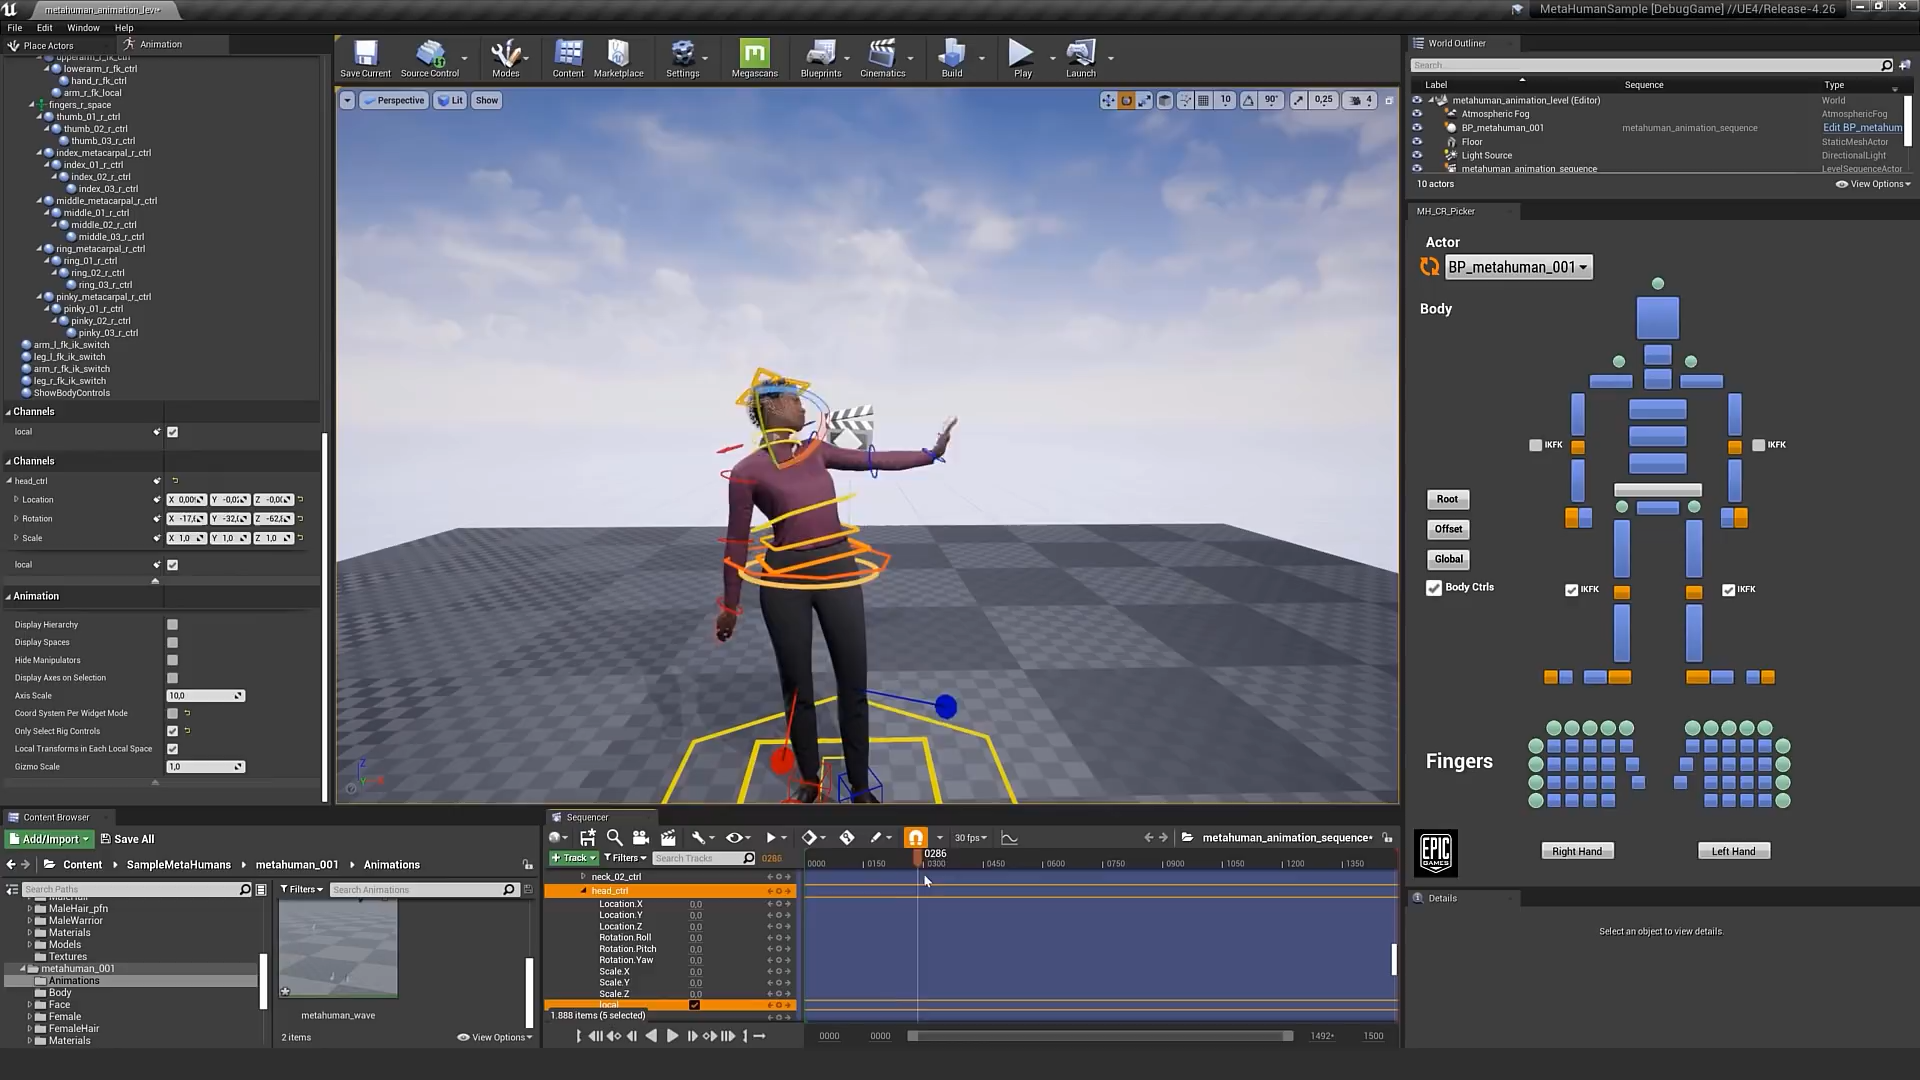 metahuman_animation_leve*
MetaHumanSample [DebugGame] //UE4/Release-4.26
File Edit Window Help
Place Actors Animation
upperarm_r_fk_ctrl
lowerarm_r_fk_ctrl
hand_r_fk_ctrl
arm_r_fk_local
fingers_r_space
thumb_01_r_ctrl
thumb_02_r_ctrl
thumb_03_r_ctrl
index_metacarpal_r_ctrl
index_01_r_ctrl
index_02_r_ctrl
index_03_r_ctrl
middle_metacarpal_r_ctrl
middle_01_r_ctrl
middle_02_r_ctrl
middle_03_r_ctrl
ring_metacarpal_r_ctrl
ring_01_r_ctrl
ring_02_r_ctrl
ring_03_r_ctrl
pinky_metacarpal_r_ctrl
pinky_01_r_ctrl
pinky_02_r_ctrl
pinky_03_r_ctrl
arm_l_fk_ik_switch
leg_l_fk_ik_switch
arm_r_fk_ik_switch
leg_r_fk_ik_switch
ShowBodyControls
Channels
local
Channels
head_ctrl
Location X 0,00 Y -0,0 Z -0,0
Rotation X -17, Y -32, Z -62,
Scale X 1,0 Y 1,0 Z 1,0
local
Animation
Display Hierarchy
Display Spaces
Hide Manipulators
Display Axes on Selection
Axis Scale 10,0
Coord System Per Widget Mode
Only Select Rig Controls
Local Transforms in Each Local Space
Gizmo Scale 1,0
Save Current Source Control Modes Content Marketplace Settings Megascans Blueprints Cinematics Build Play Launch
Perspective Lit Show 10 90° 0,25 4
World Outliner
Search...
Label Sequence Type
metahuman_animation_level (Editor) World
Atmospheric Fog AtmosphericFog
BP_metahuman_001 metahuman_animation_sequence Edit BP_metahum
Floor StaticMeshActor
Light Source DirectionalLight
metahuman_animation_sequence LevelSequenceActor
10 actors View Options
MH_CR_Picker
Actor
BP_metahuman_001
Body
IKFK IKFK
Root
Offset
Global
Body Ctrls
IKFK IKFK
Fingers
EPIC GAMES
Right Hand Left Hand
Details
Select an object to view details.
Content Browser
Add/Import Save All
Content SampleMetaHumans metahuman_001 Animations
Search Paths Filters Search Animations
MaleHair
MaleHair_pfn
MaleWarrior
Materials
Models
Textures
metahuman_001
Animations
Body
Face
Female
FemaleHair
Materials
metahuman_wave
2 items View Options
Sequencer
30 fps metahuman_animation_sequence*
Track Filters Search Tracks 0286
0286
0000 0150 0300 0450 0600 0750 0900 1050 1200 1350
neck_02_ctrl
head_ctrl
Location.X 0,0
Location.Y 0,0
Location.Z 0,0
Rotation.Roll 0,0
Rotation.Pitch 0,0
Rotation.Yaw 0,0
Scale.X 0,0
Scale.Y 0,0
Scale.Z 0,0
local
1.888 items (5 selected)
0000 0000 1492* 1500